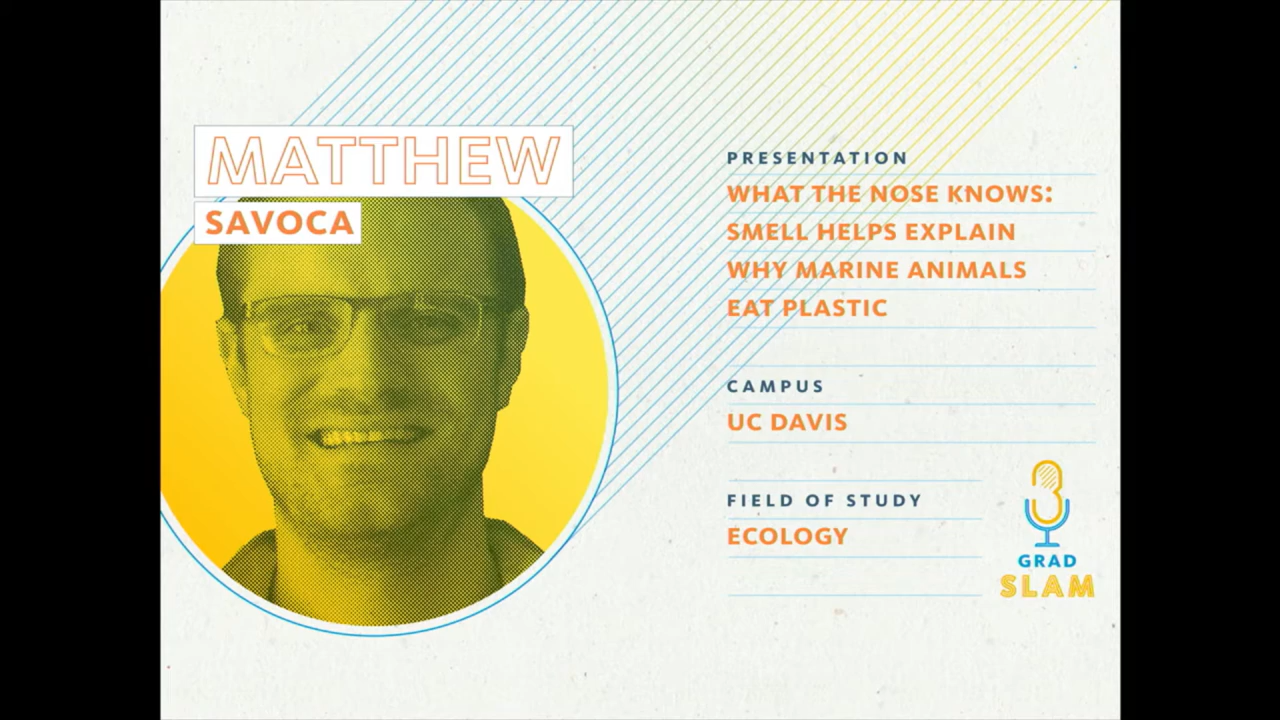 MATTHEW
SAVOCA
PRESENTATION
WHAT THE NOSE KNOWS:
SMELL HELPS EXPLAIN
WHY MARINE ANIMALS
EAT PLASTIC
CAMPUS
UC DAVIS
FIELD OF STUDY
ECOLOGY
GRAD
SLAM